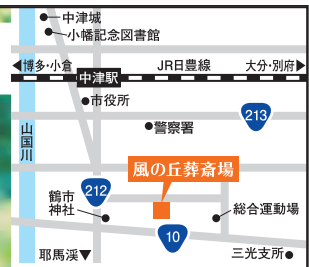 中津城
小幡記念図書館
◀博多・小倉
JR日豊線
大分・別府▶
中津駅
市役所
213
警察署
山国川
風の丘葬斎場
212
鶴市
神社
総合運動場
10
耶馬渓▼
三光支所